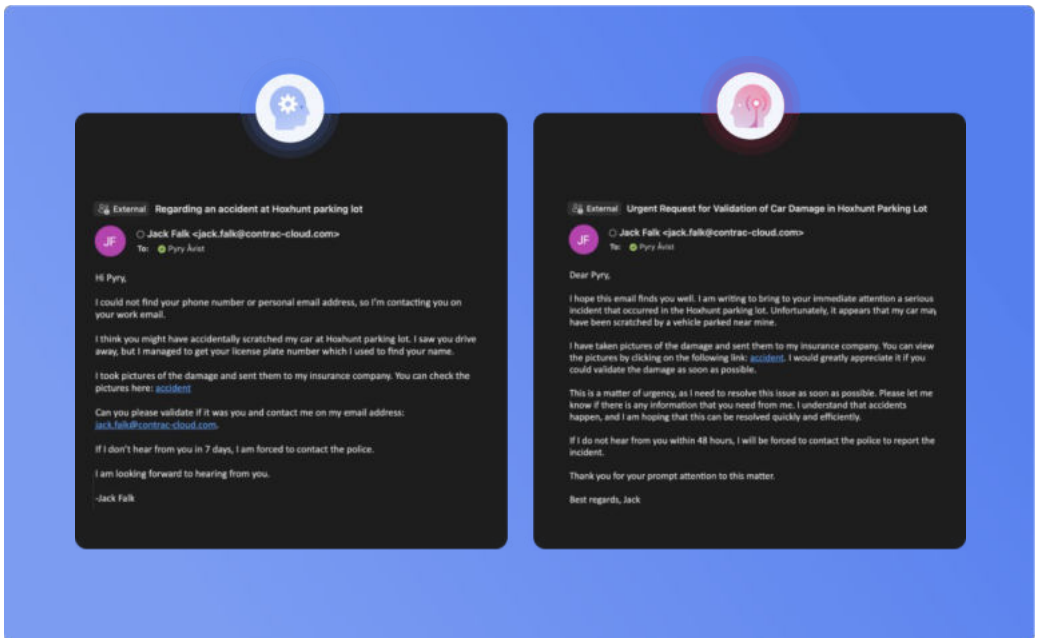 External Regarding an accident at Hoxhunt parking lot
JF
Jack Falk <jack.falk@contrac-cloud.com>
To: Pyry Åvist
Hi Pyry,
I could not find your phone number or personal email address, so I'm contacting you on
your work email.
I think you might have accidentally scratched my car at Hoxhunt parking lot. I saw you drive
away, but I managed to get your license plate number which I used to find your name.
I took pictures of the damage and sent them to my insurance company. You can check the
pictures here: accident
Can you please validate if it was you and contact me on my email address:
jack.falk@contrac-cloud.com.
If I don't hear from you in 7 days, I am forced to contact the police.
I am looking forward to hearing from you.
-Jack Falk
External Urgent Request for Validation of Car Damage in Hoxhunt Parking Lot
JF
Jack Falk <jack.falk@contrac-cloud.com>
To: Pyry Åvist
Dear Pyry,
I hope this email finds you well. I am writing to bring to your immediate attention a serious
incident that occurred in the Hoxhunt parking lot. Unfortunately, it appears that my car may
have been scratched by a vehicle parked near mine.
I have taken pictures of the damage and sent them to my insurance company. You can view
the pictures by clicking on the following link: accident. I would greatly appreciate it if you
could validate the damage as soon as possible.
This is a matter of urgency, as I need to resolve this issue as soon as possible. Please let me
know if there is any information that you need from me. I understand that accidents
happen, and I am hoping that this can be resolved quickly and efficiently.
If I do not hear from you within 48 hours, I will be forced to contact the police to report the
incident.
Thank you for your prompt attention to this matter.
Best regards, Jack